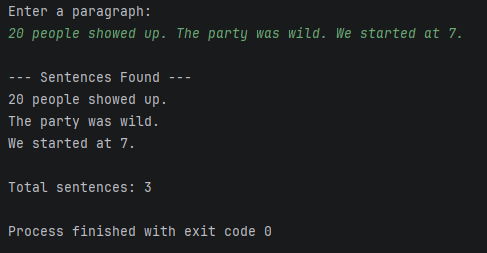 Enter a paragraph:
20 people showed up. The party was wild. We started at 7.
--- Sentences Found ---
20 people showed up.
The party was wild.
We started at 7.
Total sentences: 3
Process finished with exit code 0